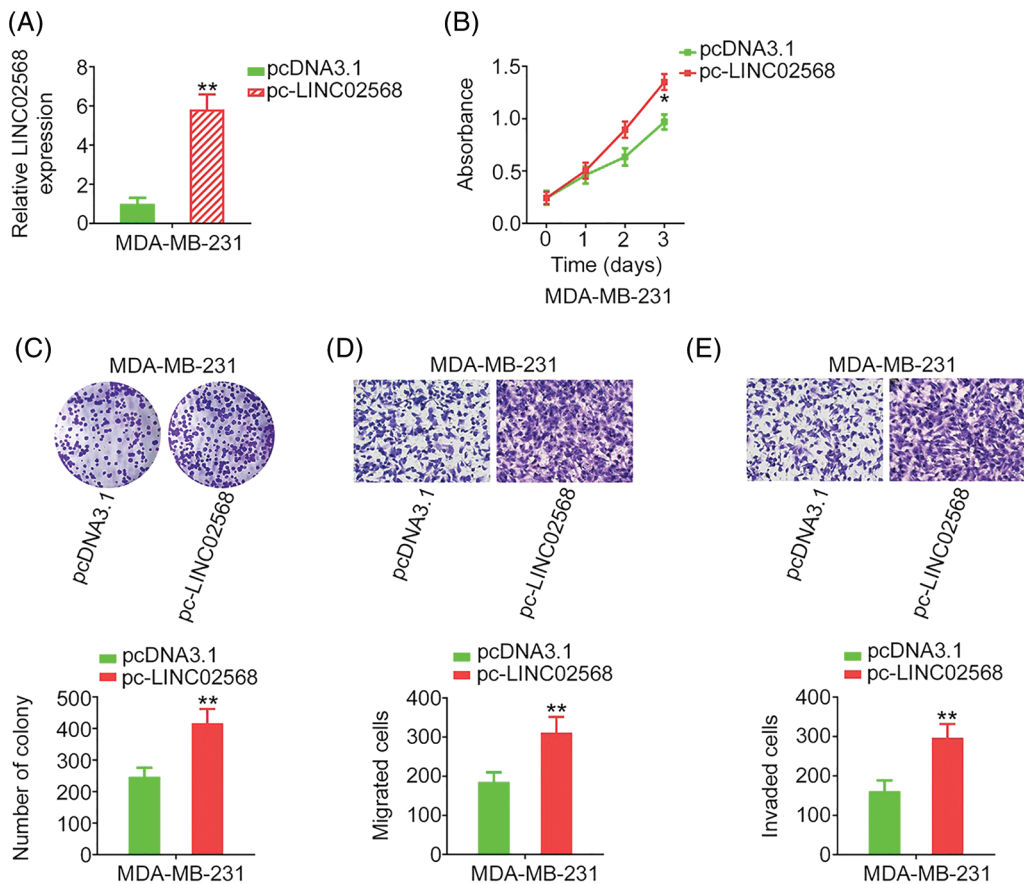 (A)
Relative LINC02568
expression
8
6
4
2
0
**
pcDNA3.1
pc-LINC02568
MDA-MB-231
(B)
Absorbance
1.5
1.0
0.5
0.0
*
pcDNA3.1
pc-LINC02568
0 1 2 3
Time (days)
MDA-MB-231
(C)
MDA-MB-231
pcDNA3.1
pc-LINC02568
pcDNA3.1
pc-LINC02568
Number of colony
500
400
300
200
100
0
**
MDA-MB-231
(D)
MDA-MB-231
pcDNA3.1
pc-LINC02568
pcDNA3.1
pc-LINC02568
Migrated cells
400
300
200
100
0
**
MDA-MB-231
(E)
MDA-MB-231
pcDNA3.1
pc-LINC02568
pcDNA3.1
pc-LINC02568
Invaded cells
400
300
200
100
0
**
MDA-MB-231